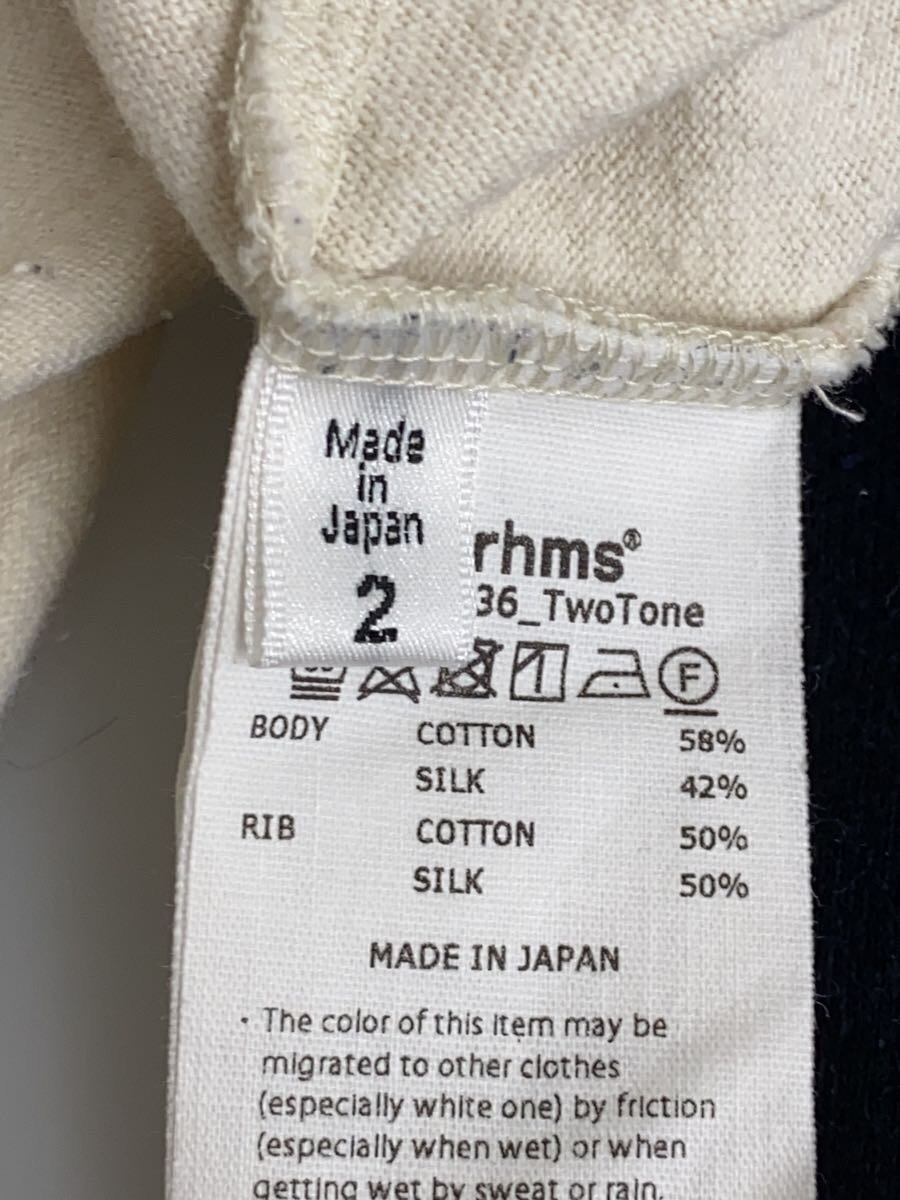 Made
in
Japan
2
rhms®
36_TwoTone
F
BODY COTTON 58%
SILK 42%
RIB COTTON 50%
SILK 50%
MADE IN JAPAN
· The color of this item may be
migrated to other clothes
(especially white one) by friction
(especially when wet) or when
getting wet by sweat or rain.